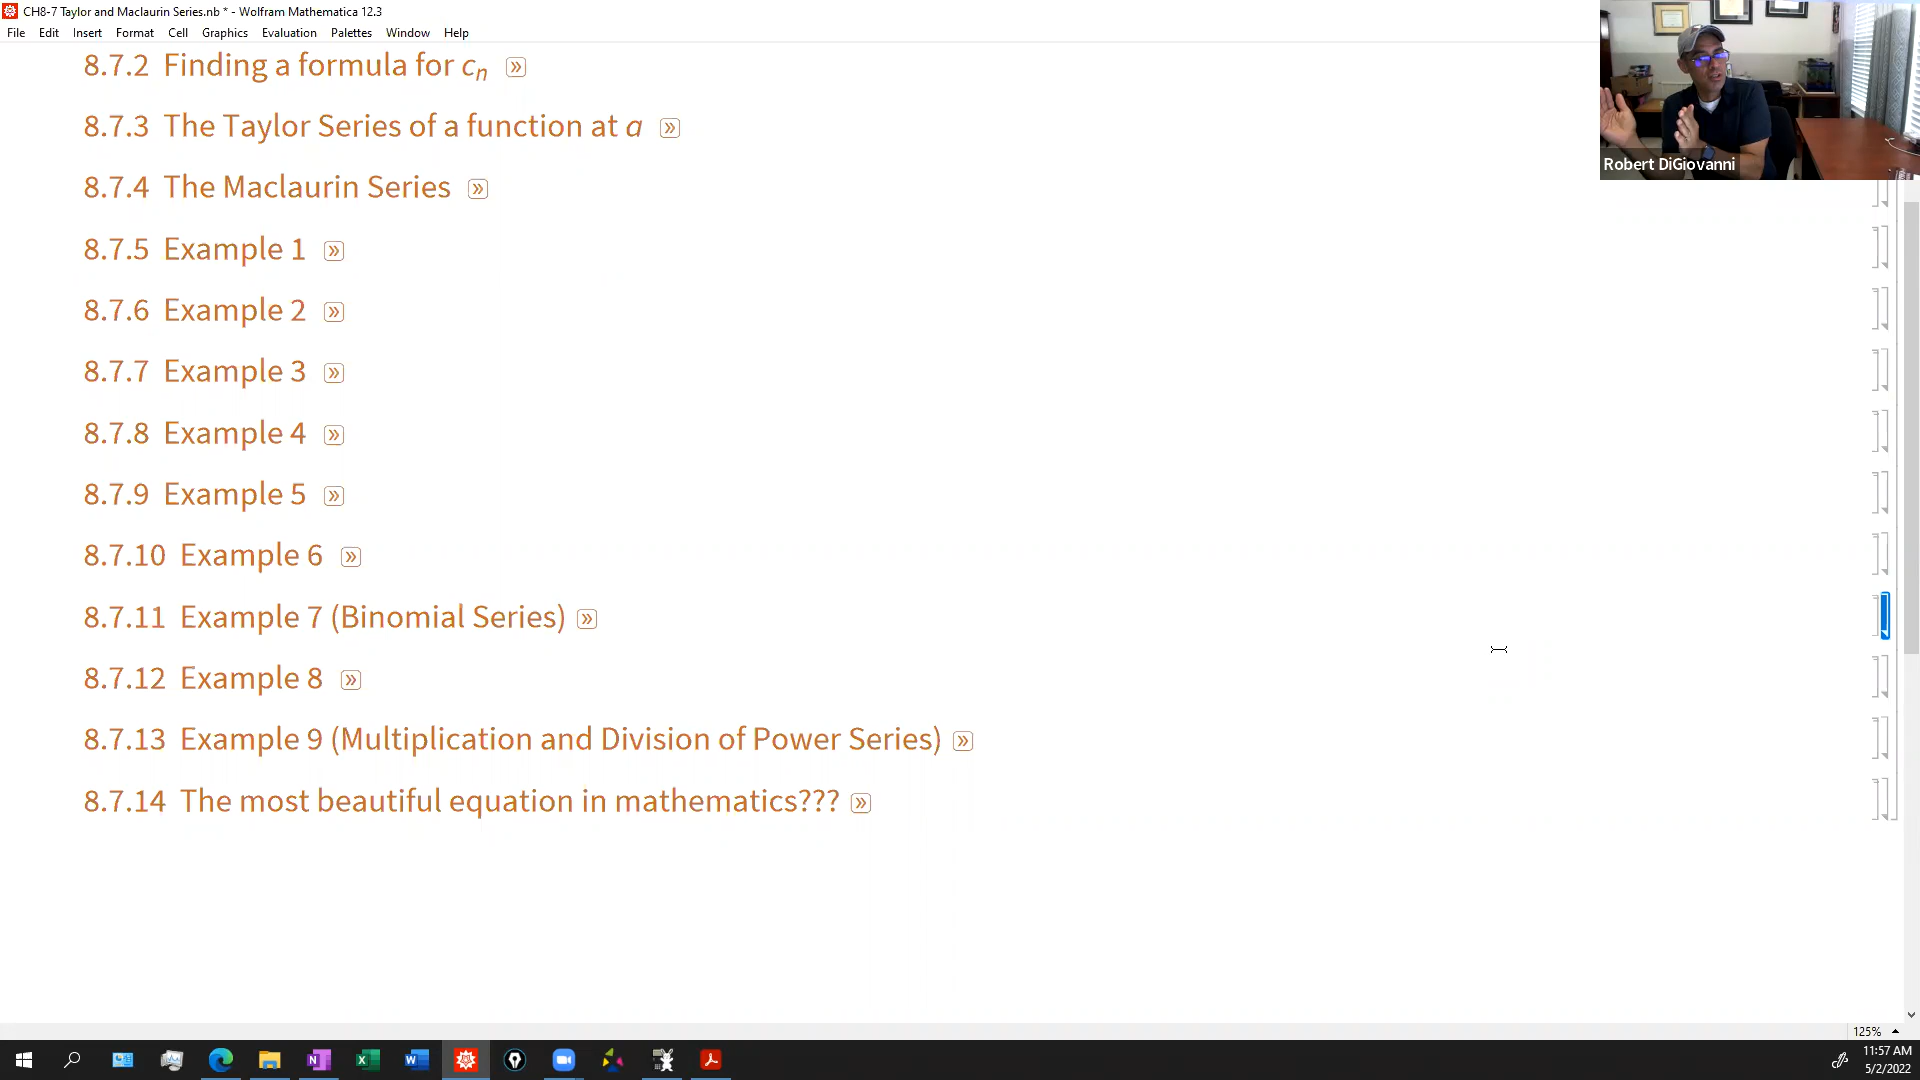 CH8-7 Taylor and Maclaurin Series.nb * - Wolfram Mathematica 12.3
File Edit Insert Format Cell Graphics Evaluation Palettes Window Help
8.7.2 Finding a formula for cn
8.7.3 The Taylor Series of a function at a
8.7.4 The Maclaurin Series
8.7.5 Example 1
8.7.6 Example 2
8.7.7 Example 3
8.7.8 Example 4
8.7.9 Example 5
8.7.10 Example 6
8.7.11 Example 7 (Binomial Series)
8.7.12 Example 8
8.7.13 Example 9 (Multiplication and Division of Power Series)
8.7.14 The most beautiful equation in mathematics???
Robert DiGiovanni
125%
11:57 AM
5/2/2022